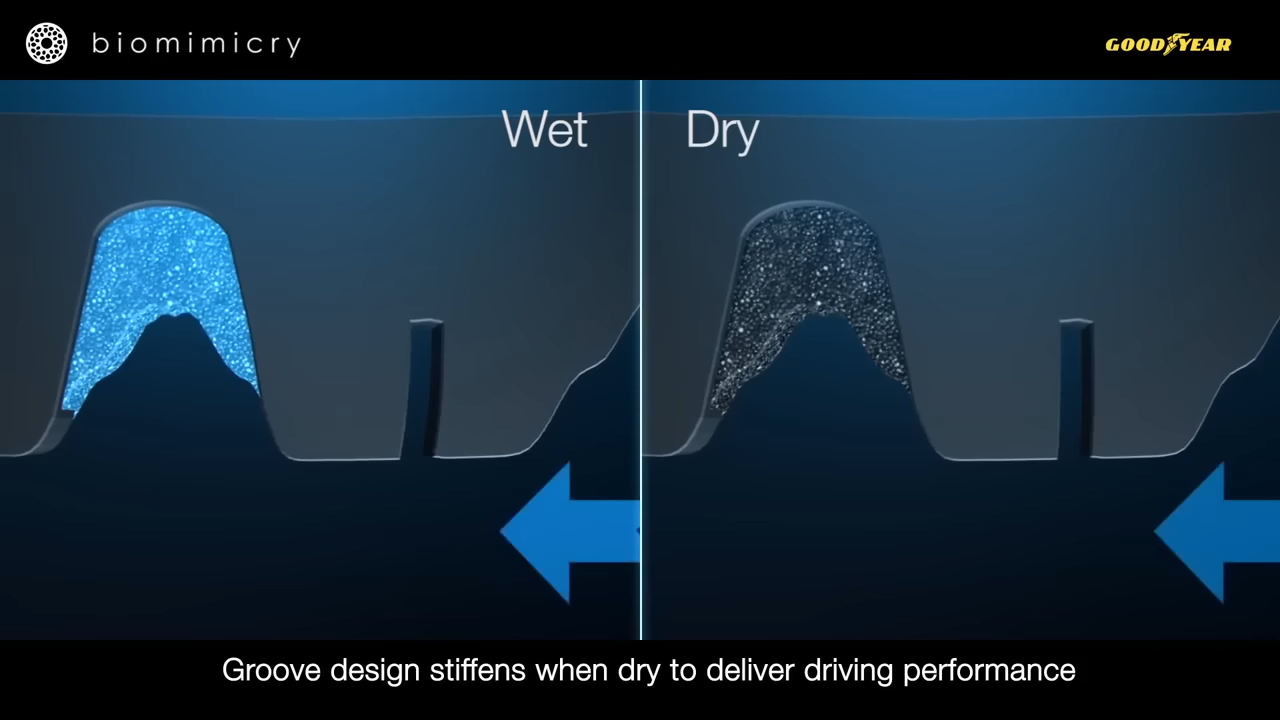 biomimicry
GOODYEAR
Wet
Dry
Groove design stiffens when dry to deliver driving performance